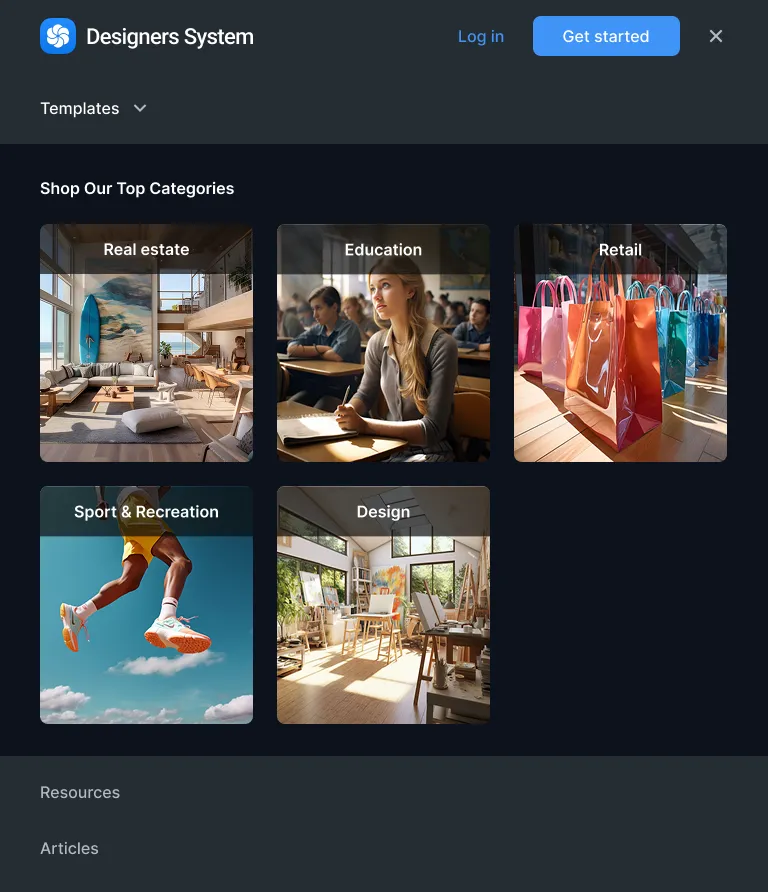 Designers System
Log in
Get started
Templates
Shop Our Top Categories
Real estate
Education
Retail
Sport & Recreation
Design
Resources
Articles